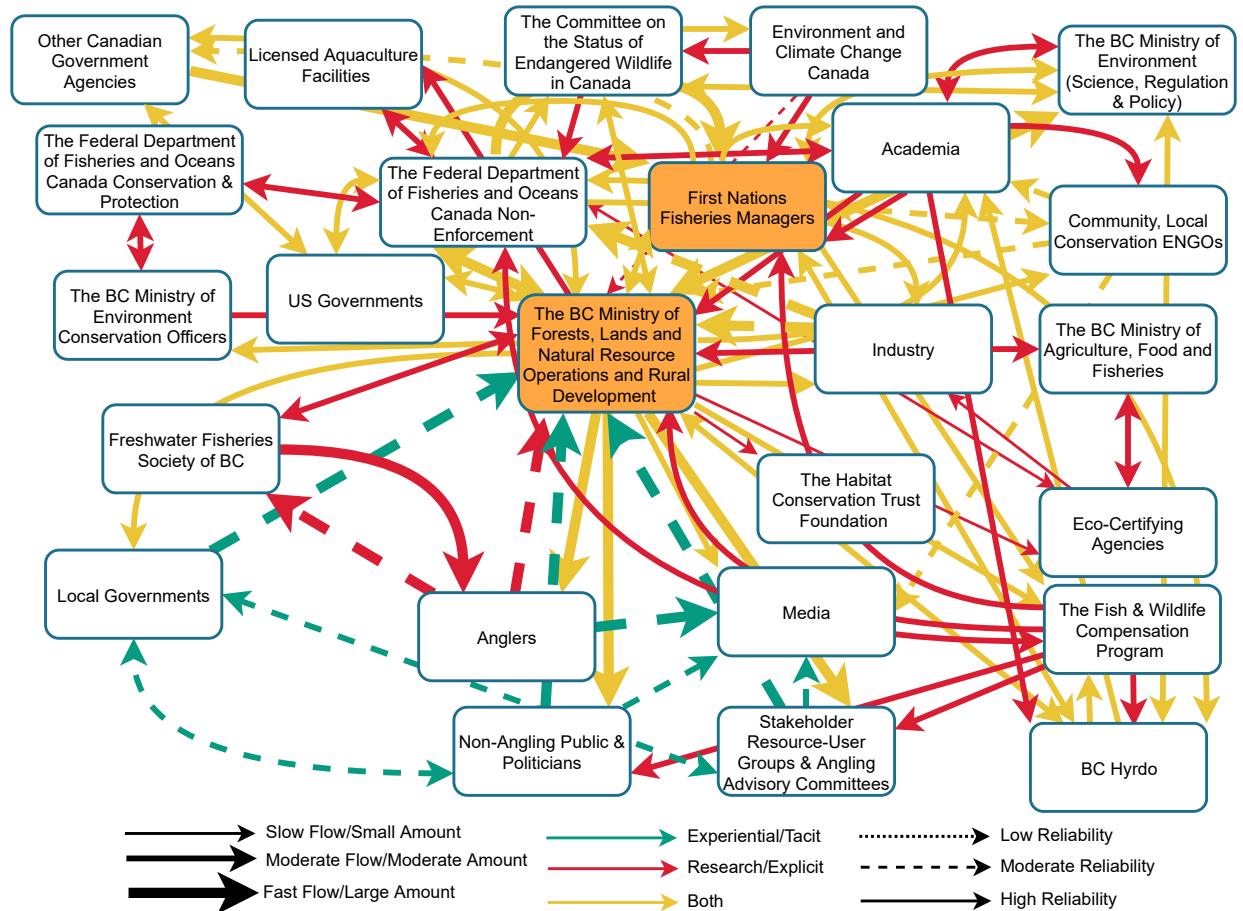 Other Canadian
Government
Agencies
Licensed Aquaculture
Facilities
The Committee on
the Status of
Endangered Wildlife
in Canada
Environment and
Climate Change
Canada
The BC Ministry of
Environment
(Science, Regulation
& Policy)
The Federal Department
of Fisheries and Oceans
Canada Conservation &
Protection
The Federal Department
of Fisheries and Oceans
Canada Non-
Enforcement
First Nations
Fisheries Managers
Academia
Community, Local
Conservation ENGOs
The BC Ministry of
Environment
Conservation Officers
US Governments
The BC Ministry of
Forests, Lands and
Natural Resource
Operations and Rural
Development
Industry
The BC Ministry of
Agriculture, Food and
Fisheries
Freshwater Fisheries
Society of BC
The Habitat
Conservation Trust
Foundation
Eco-Certifying
Agencies
Local Governments
Anglers
Media
The Fish & Wildlife
Compensation
Program
Non-Angling Public &
Politicians
Stakeholder
Resource-User
Groups & Angling
Advisory Committees
BC Hyrdo
Slow Flow/Small Amount
Moderate Flow/Moderate Amount
Fast Flow/Large Amount
Experiential/Tacit
Research/Explicit
Both
Low Reliability
Moderate Reliability
High Reliability